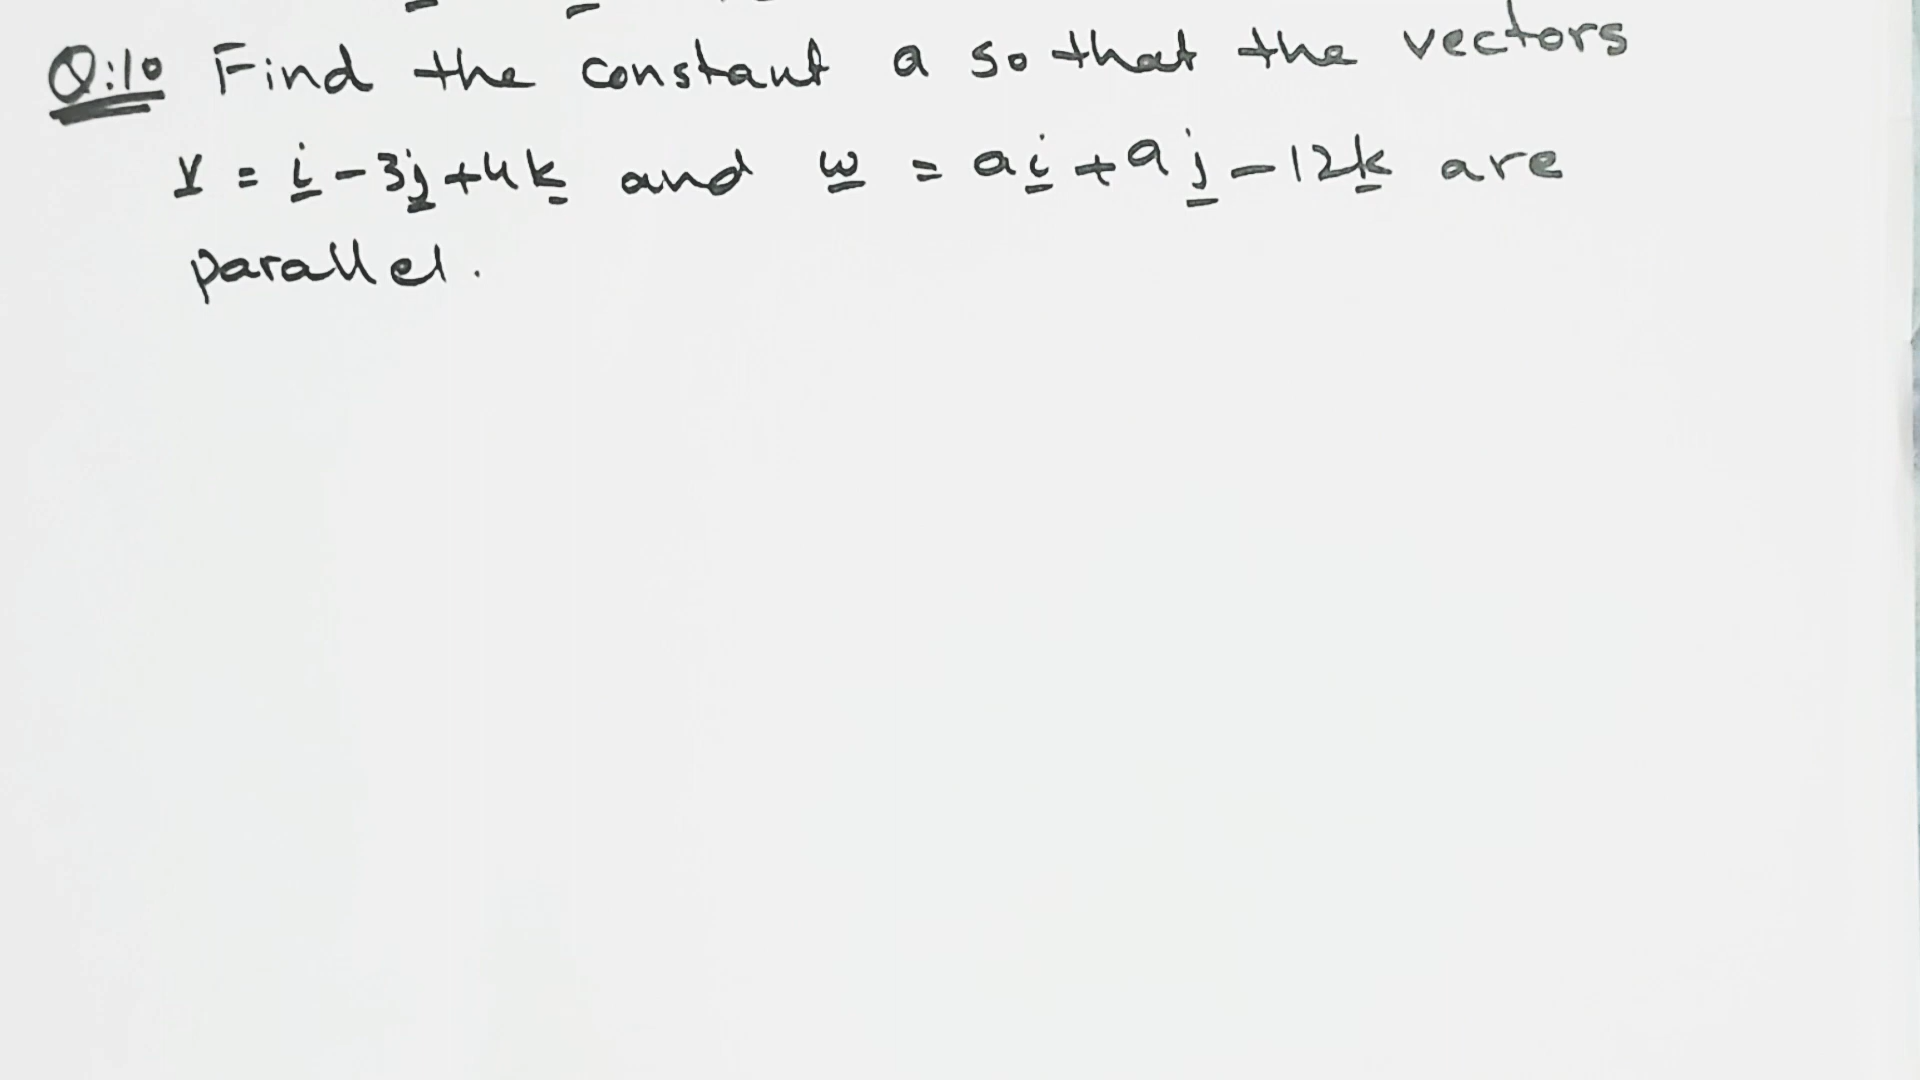 Q:10 Find the constant a so that the vectors
v = i - 3j + 4k and w = ai + 9j - 12k are
parallel.